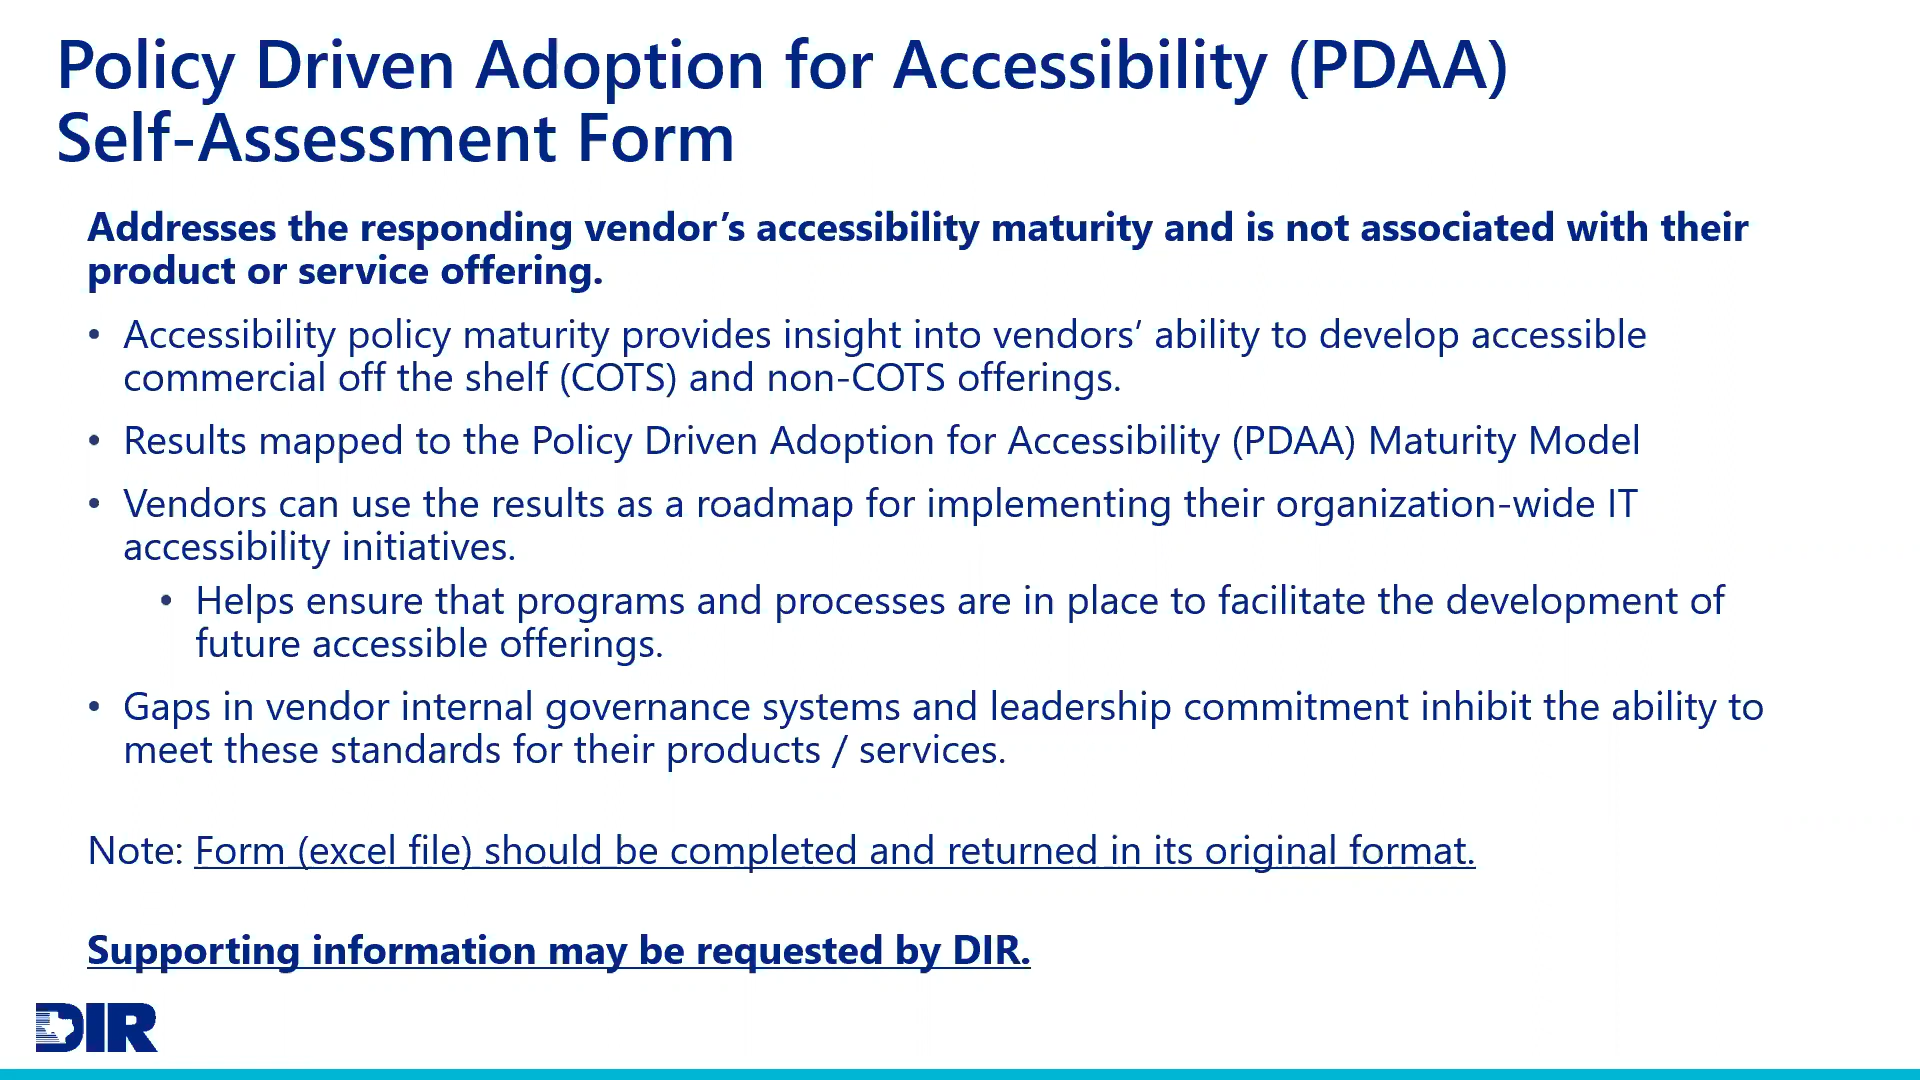 Policy Driven Adoption for Accessibility (PDAA)
Self-Assessment Form
Addresses the responding vendor’s accessibility maturity and is not associated with their
product or service offering.
• Accessibility policy maturity provides insight into vendors’ ability to develop accessible
commercial off the shelf (COTS) and non-COTS offerings.
• Results mapped to the Policy Driven Adoption for Accessibility (PDAA) Maturity Model
• Vendors can use the results as a roadmap for implementing their organization-wide IT
accessibility initiatives.
• Helps ensure that programs and processes are in place to facilitate the development of
future accessible offerings.
• Gaps in vendor internal governance systems and leadership commitment inhibit the ability to
meet these standards for their products / services.
Note: Form (excel file) should be completed and returned in its original format.
Supporting information may be requested by DIR.
DIR